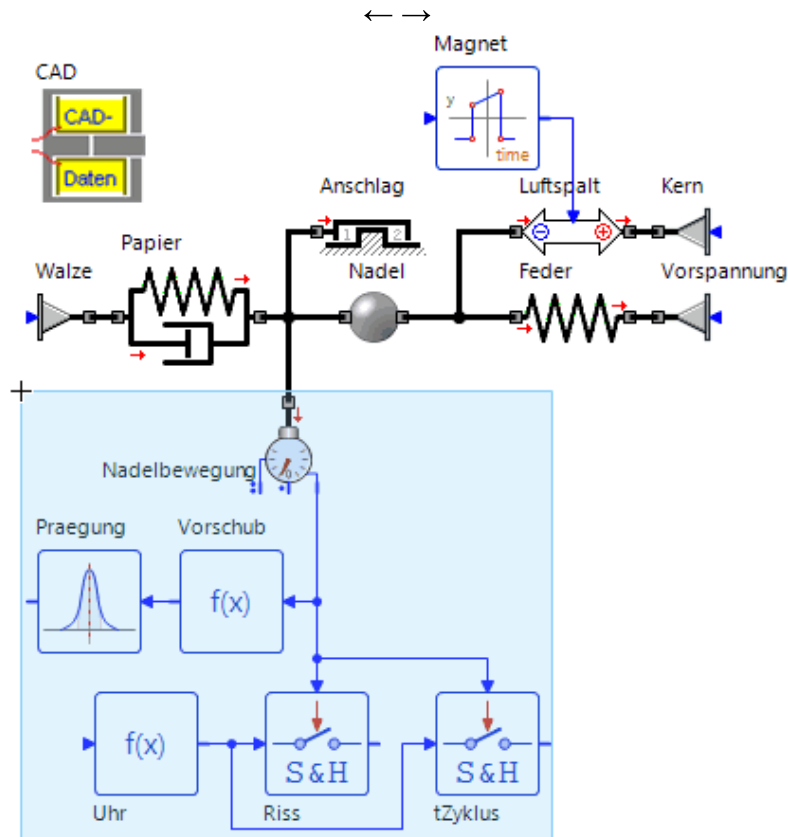 ← →
Magnet
CAD
CAD-
Daten
y
time
Anschlag
1 2
Luftspalt
Kern
Papier
Walze
Nadel
Feder
Vorspannung
Nadelbewegung
0
Praegung
Vorschub
f(x)
f(x)
S&H
S&H
Uhr
Riss
tZyklus